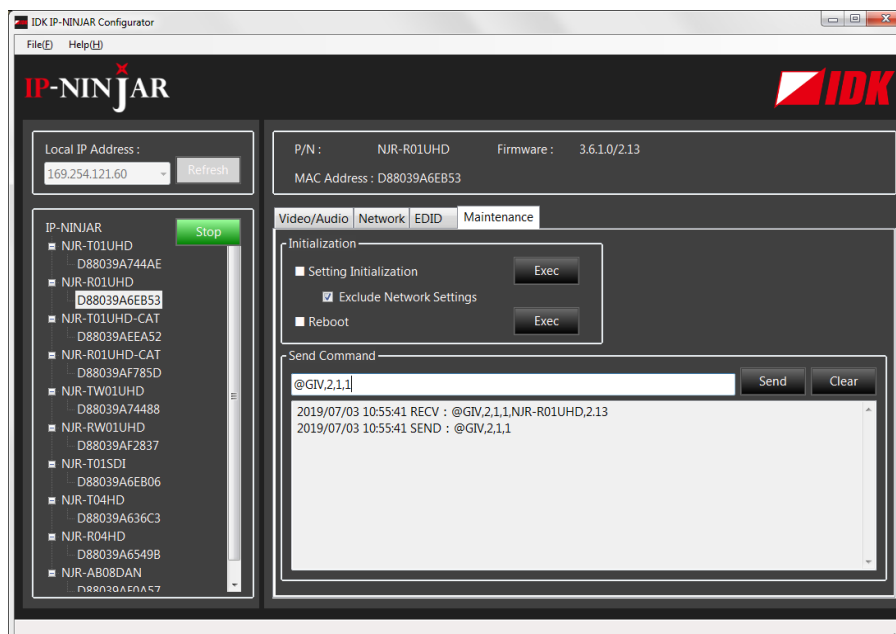 IDK IP-NINJAR Configurator
File(F) Help(H)
IP-NINJAR
IDK
Local IP Address :
169.254.121.60
Refresh
P/N : NJR-R01UHD Firmware : 3.6.1.0/2.13
MAC Address : D88039A6EB53
IP-NINJAR
Stop
NJR-T01UHD
D88039A744AE
NJR-R01UHD
D88039A6EB53
NJR-T01UHD-CAT
D88039AEEA52
NJR-R01UHD-CAT
D88039AF785D
NJR-TW01UHD
D88039A74488
NJR-RW01UHD
D88039AF2837
NJR-T01SDI
D88039A6EB06
NJR-T04HD
D88039A636C3
NJR-R04HD
D88039A6549B
NJR-AB08DAN
D88039AF0A57
Video/Audio Network EDID Maintenance
Initialization
Setting Initialization Exec
Exclude Network Settings
Reboot Exec
Send Command
@GIV,2,1,1 Send Clear
2019/07/03 10:55:41 RECV : @GIV,2,1,1,NJR-R01UHD,2.13
2019/07/03 10:55:41 SEND : @GIV,2,1,1